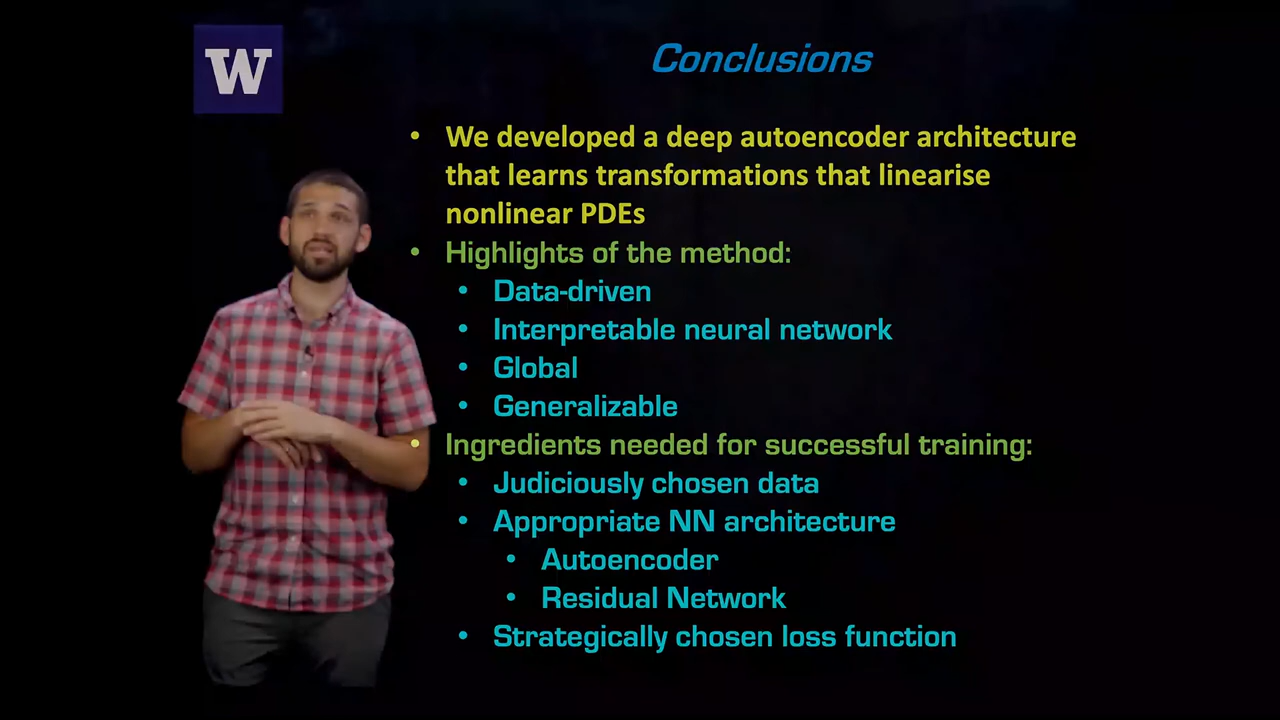 W
Conclusions
• We developed a deep autoencoder architecture
that learns transformations that linearise
nonlinear PDEs
• Highlights of the method:
• Data-driven
• Interpretable neural network
• Global
• Generalizable
• Ingredients needed for successful training:
• Judiciously chosen data
• Appropriate NN architecture
• Autoencoder
• Residual Network
• Strategically chosen loss function